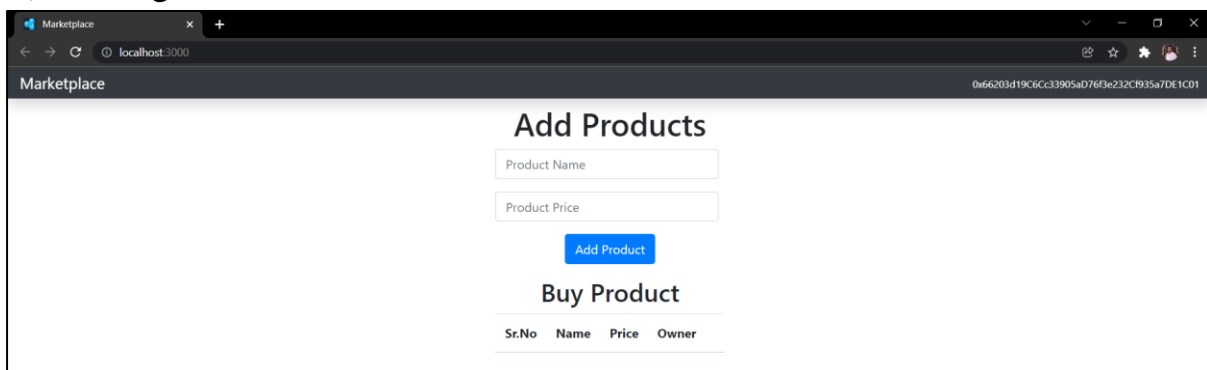 Marketplace
localhost:3000
Marketplace 0x66203d19C6Cc33905aD76f3e232Cf935a7DE1C01
Add Products
Product Name
Product Price
Add Product
Buy Product
Sr.No Name Price Owner